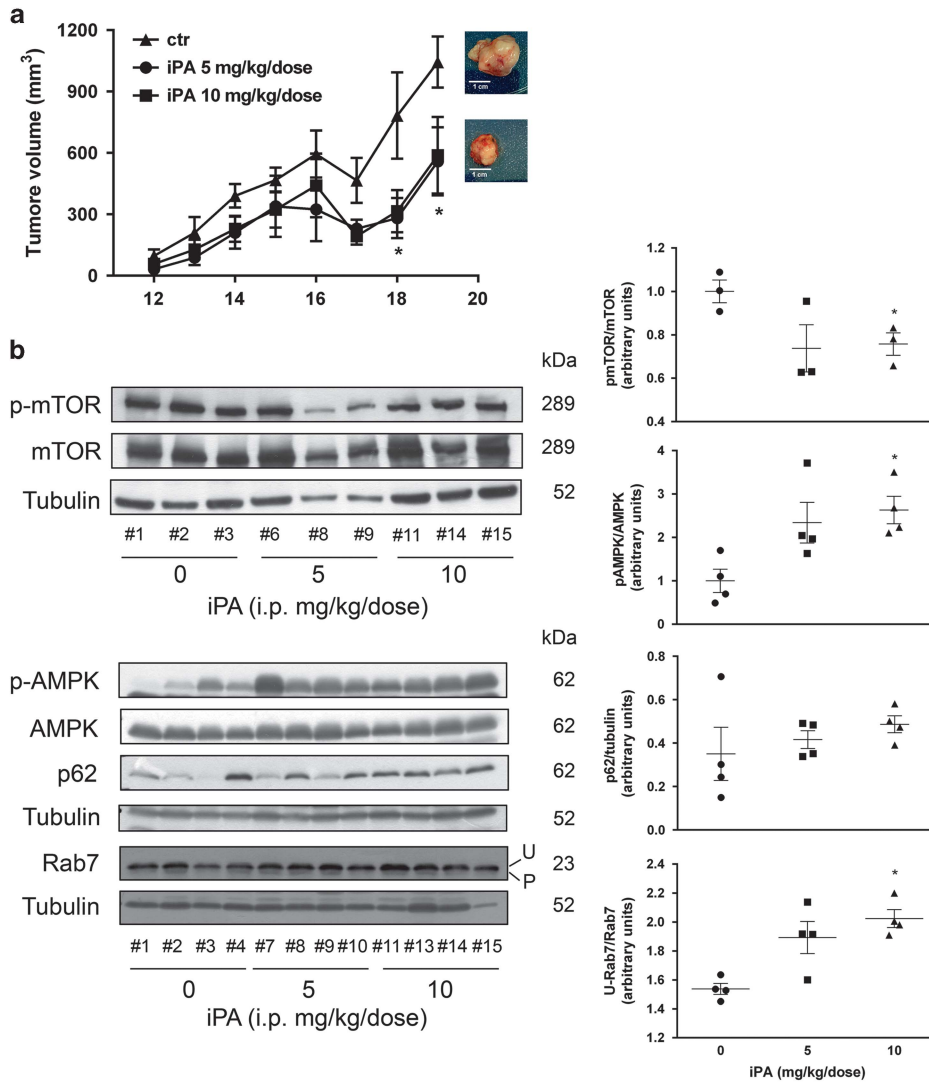 a
Tumore volume (mm3)
1200
900
600
300
0
12
14
16
18
20
ctr
iPA 5 mg/kg/dose
iPA 10 mg/kg/dose
*
*
1 cm
1 cm
b
kDa
p-mTOR
289
mTOR
289
Tubulin
52
#1 #2 #3 #6 #8 #9 #11 #14 #15
0 5 10
iPA (i.p. mg/kg/dose)
kDa
p-AMPK
62
AMPK
62
p62
62
Tubulin
52
Rab7
U
P
23
Tubulin
52
#1 #2 #3 #4 #7 #8 #9 #10 #11 #13 #14 #15
0 5 10
iPA (i.p. mg/kg/dose)
pmTOR/mTOR
(arbitrary units)
1.2
1.0
0.8
0.6
0.4
*
pAMPK/AMPK
(arbitrary units)
4
3
2
1
0
*
p62/tubulin
(arbitrary units)
0.8
0.6
0.4
0.2
0.0
U-Rab7/Rab7
(arbitrary units)
2.4
2.2
2.0
1.8
1.6
1.4
1.2
*
0 5 10
iPA (mg/kg/dose)